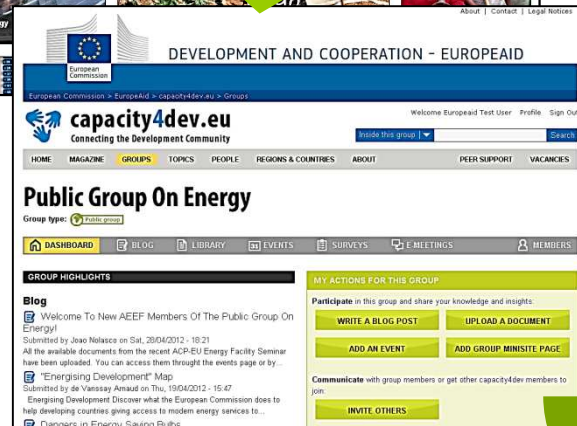 gy
About | Contact | Legal Notices
European
Commission
DEVELOPMENT AND COOPERATION - EUROPEAID
European Commission > EuropeAid > capacity4dev.eu > Groups
capacity4dev.eu
Connecting the Development Community
Welcome Europeaid Test User Profile Sign Out
Inside this group Search
HOME MAGAZINE GROUPS TOPICS PEOPLE REGIONS & COUNTRIES ABOUT PEER SUPPORT VACANCIES
Public Group On Energy
Group type: Public group
DASHBOARD BLOG LIBRARY EVENTS SURVEYS E-MEETINGS MEMBERS
GROUP HIGHLIGHTS
Blog
Welcome To New AEEF Members Of The Public Group On
Energy!
Submitted by Joao Nolasco on Sat, 28/04/2012 - 18:21
All the available documents from the recent ACP-EU Energy Facility Seminar
have been uploaded. You can access them throught the events page or by...
"Energising Development" Map
Submitted by de Vanssay Arnaud on Thu, 19/04/2012 - 15:47
Energising Development Discover what the European Commission does to
help developing countries giving access to modern energy services to...
Dangers in Energy Saving Bulbs
MY ACTIONS FOR THIS GROUP
Participate in this group and share your knowledge and insights:
WRITE A BLOG POST UPLOAD A DOCUMENT
ADD AN EVENT ADD GROUP MINISITE PAGE
Communicate with group members or get other capacity4dev members to
join:
INVITE OTHERS